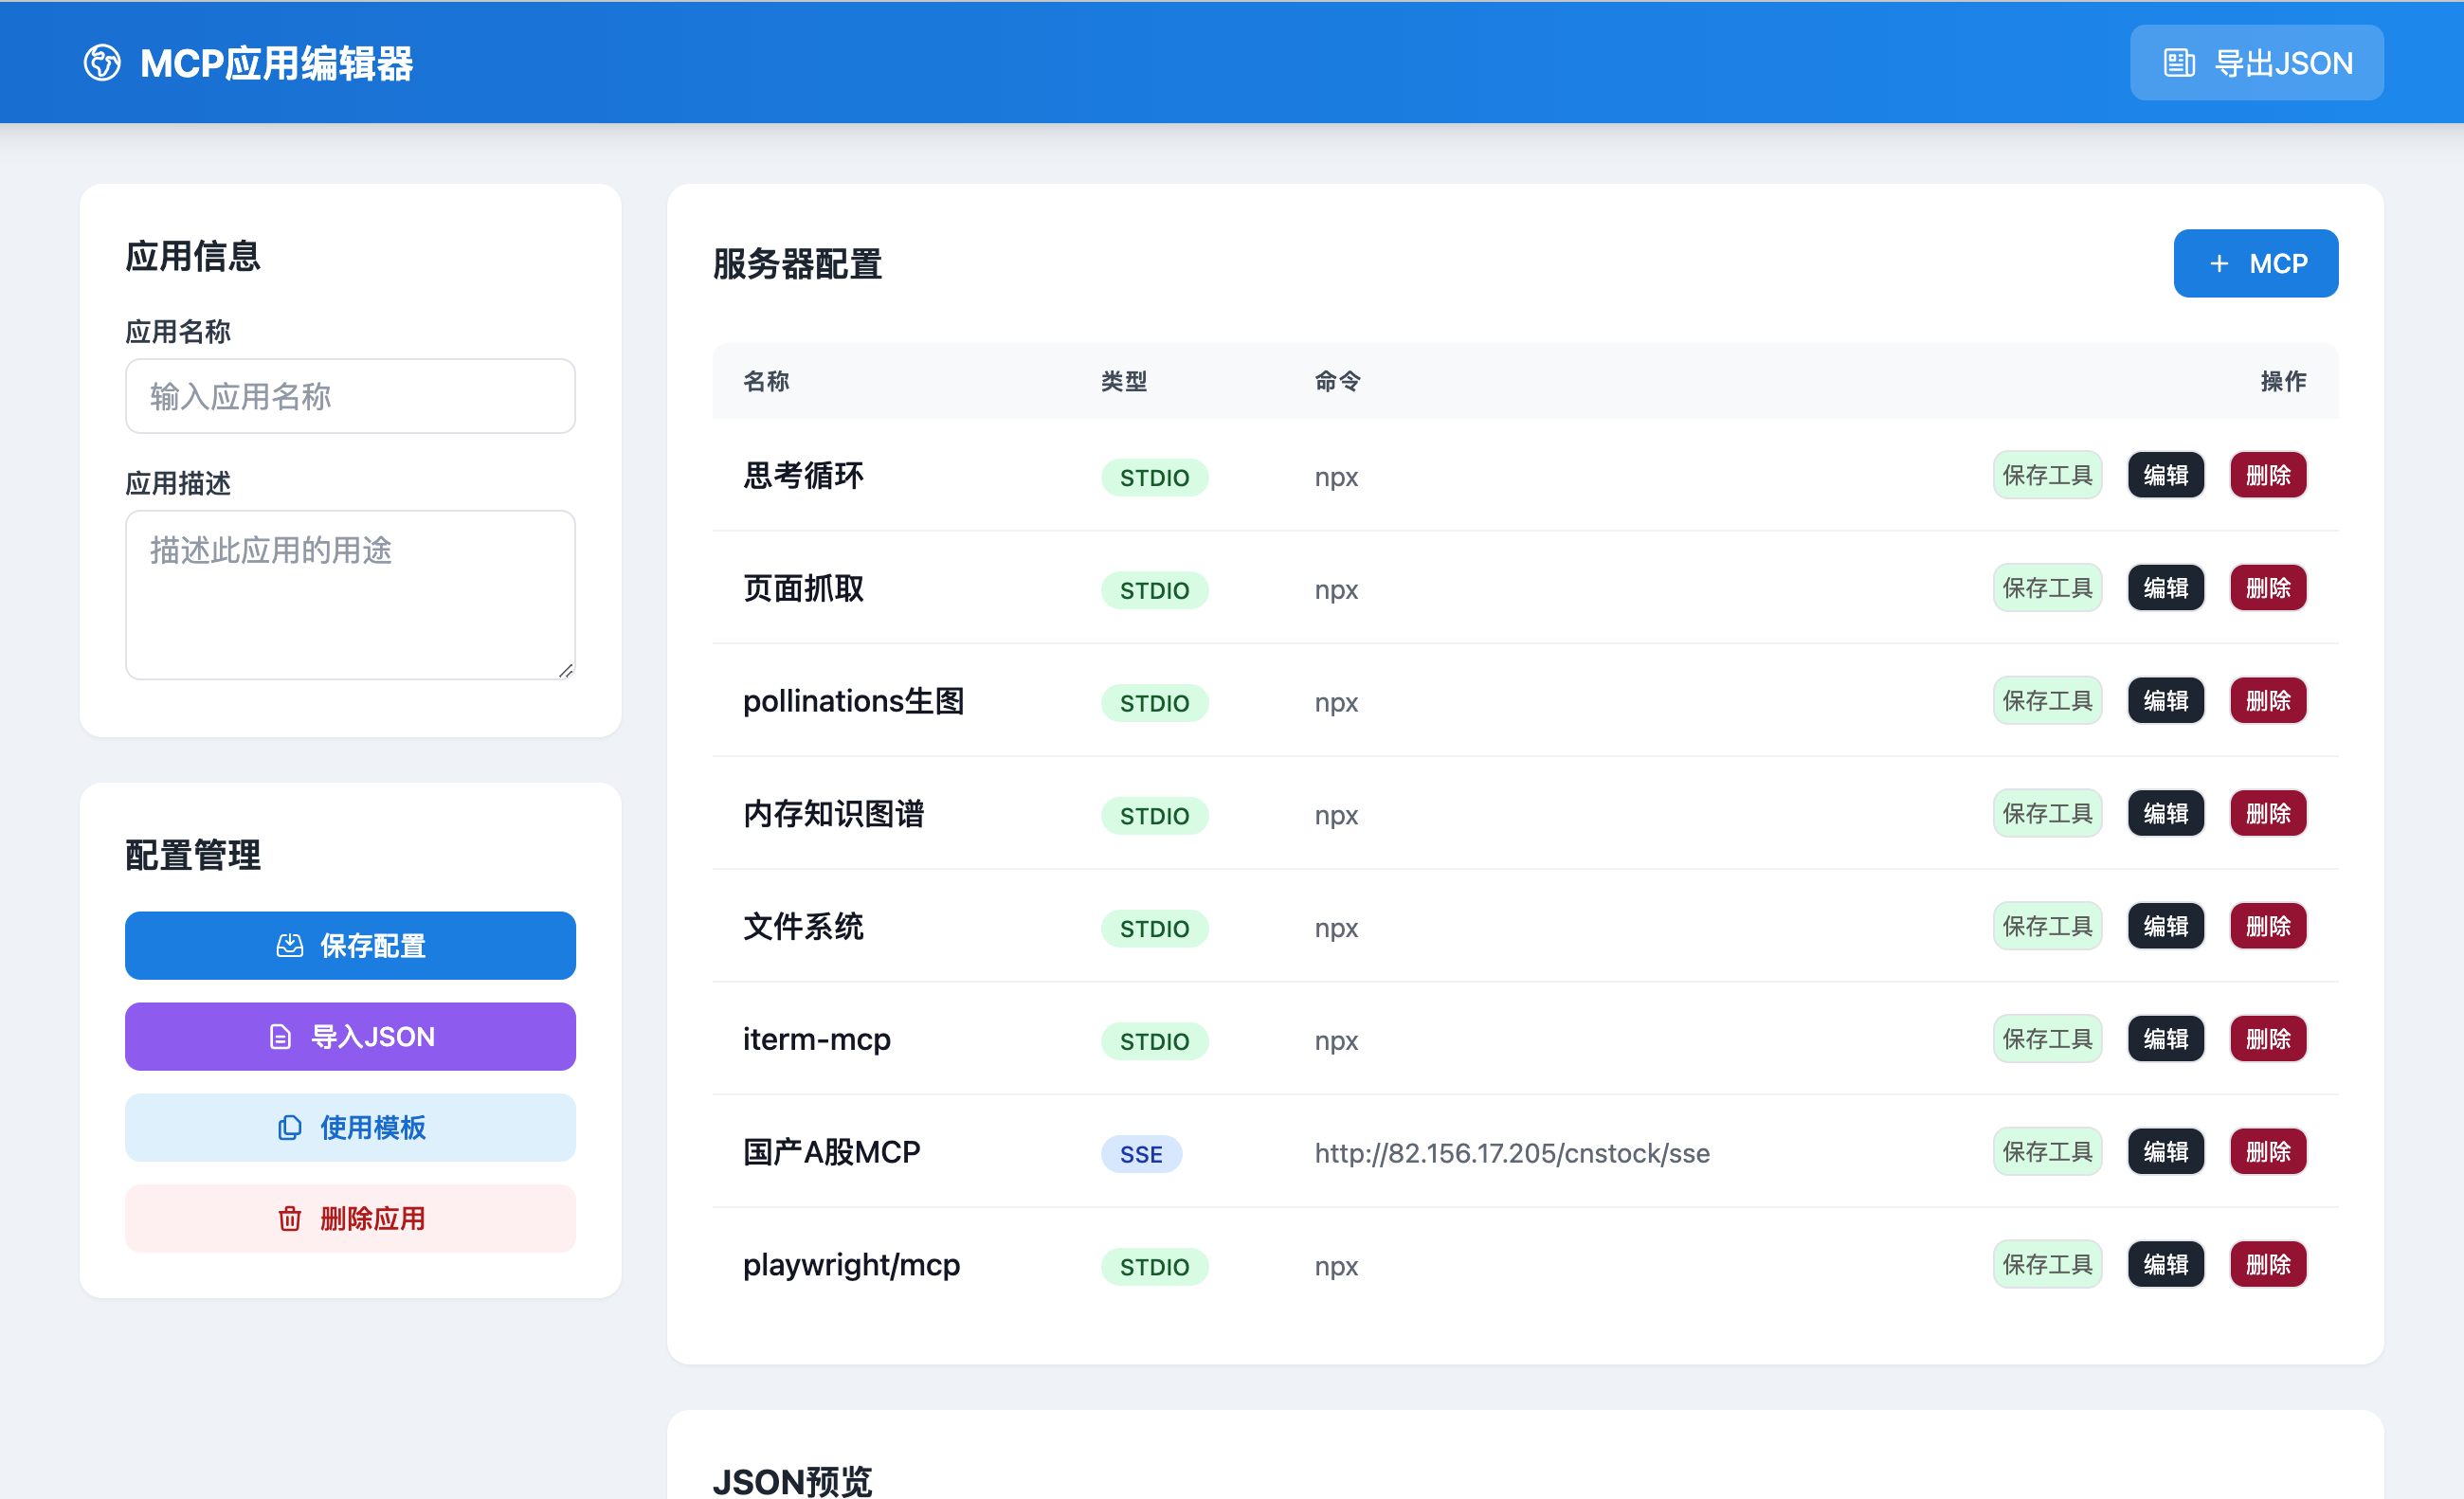 MCP应用编辑器
导出JSON
应用信息
应用名称
输入应用名称
应用描述
描述此应用的用途
配置管理
保存配置
导入JSON
使用模板
删除应用
服务器配置
+ MCP
名称 类型 命令 操作
思考循环 STDIO npx 保存工具 编辑 删除
页面抓取 STDIO npx 保存工具 编辑 删除
pollinations生图 STDIO npx 保存工具 编辑 删除
内存知识图谱 STDIO npx 保存工具 编辑 删除
文件系统 STDIO npx 保存工具 编辑 删除
iterm-mcp STDIO npx 保存工具 编辑 删除
国产A股MCP SSE http://82.156.17.205/cnstock/sse 保存工具 编辑 删除
playwright/mcp STDIO npx 保存工具 编辑 删除
JSON预览